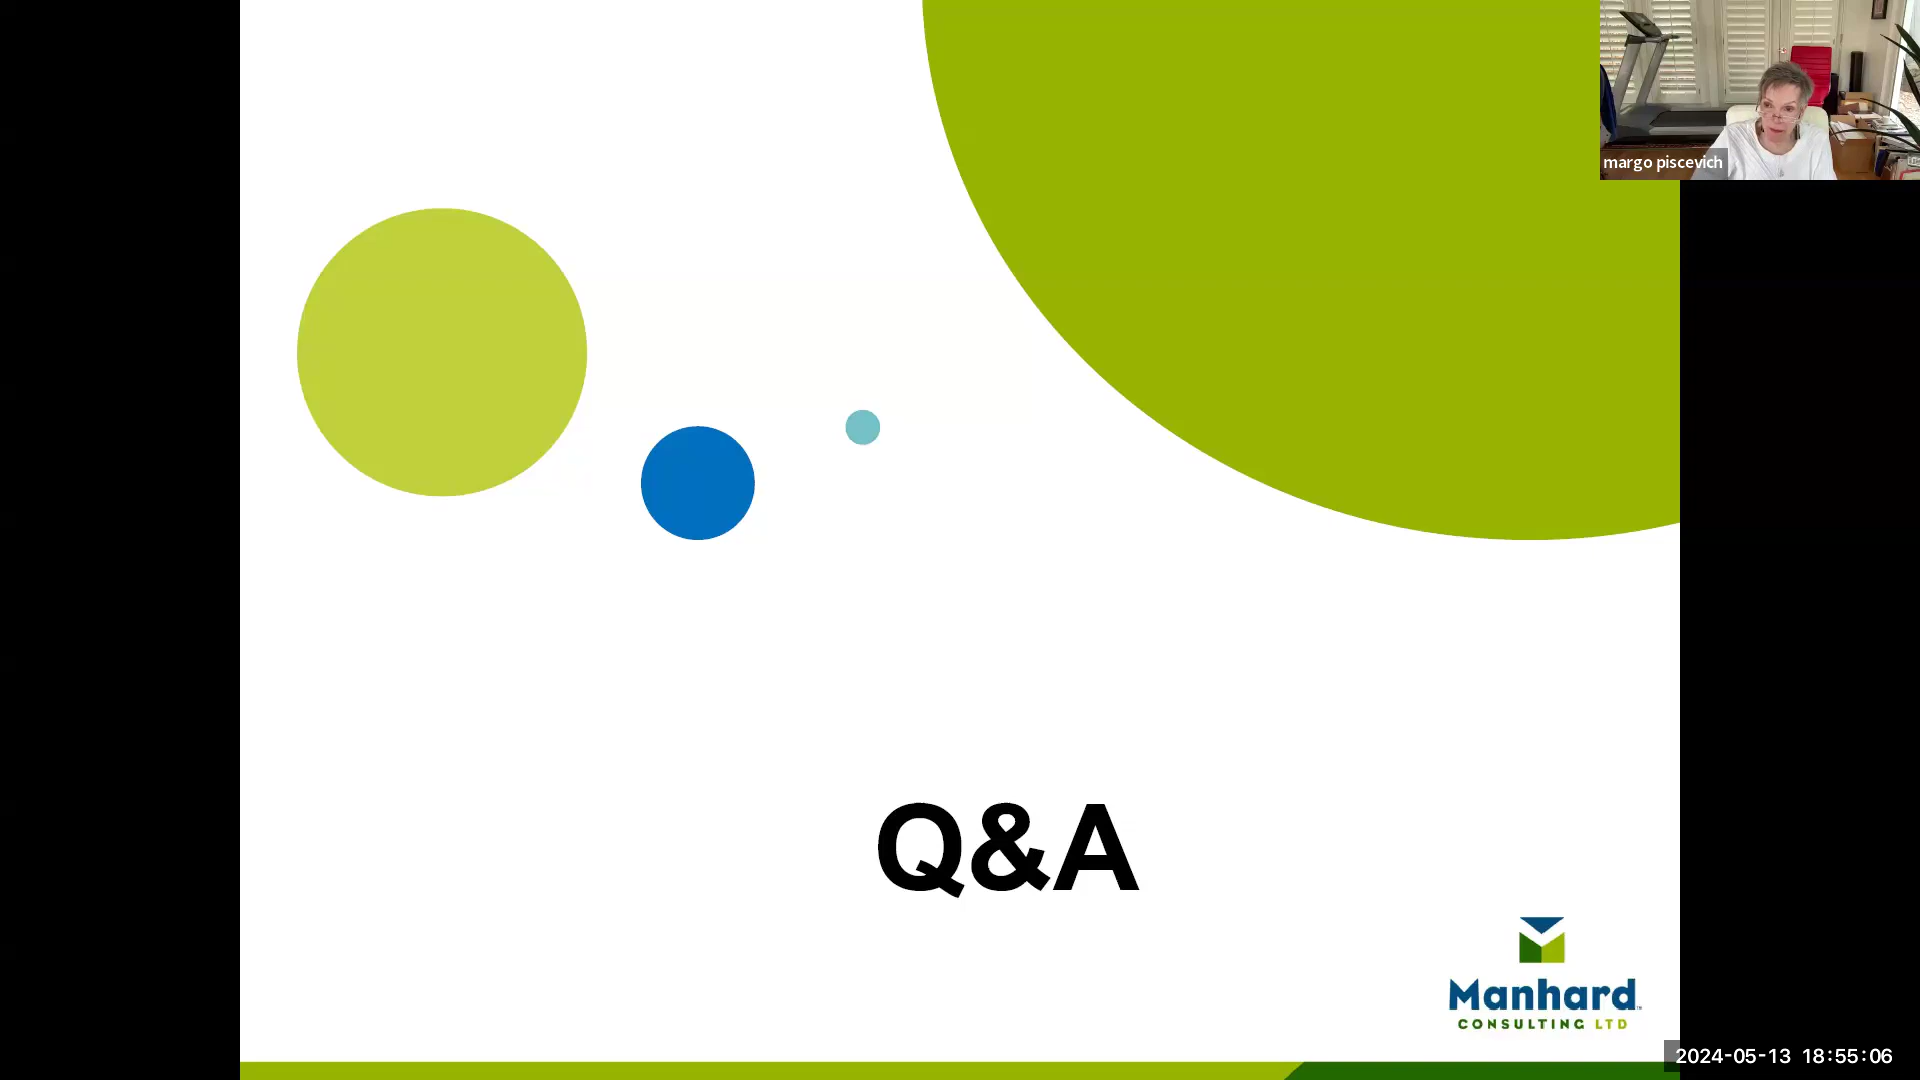 margo piscevich
Q&A
Manhard
CONSULTING LTD
2024-05-13 18:55:06